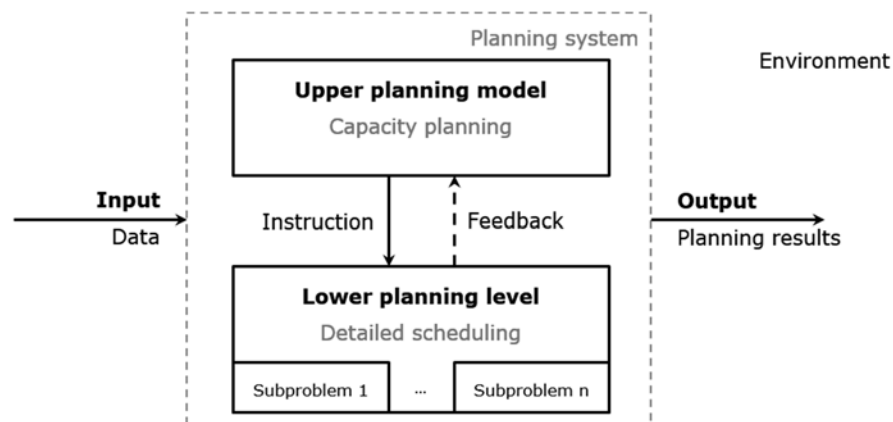 Planning system
Environment
Upper planning model
Capacity planning
Input
Data
Instruction
Feedback
Output
Planning results
Lower planning level
Detailed scheduling
Subproblem 1
...
Subproblem n